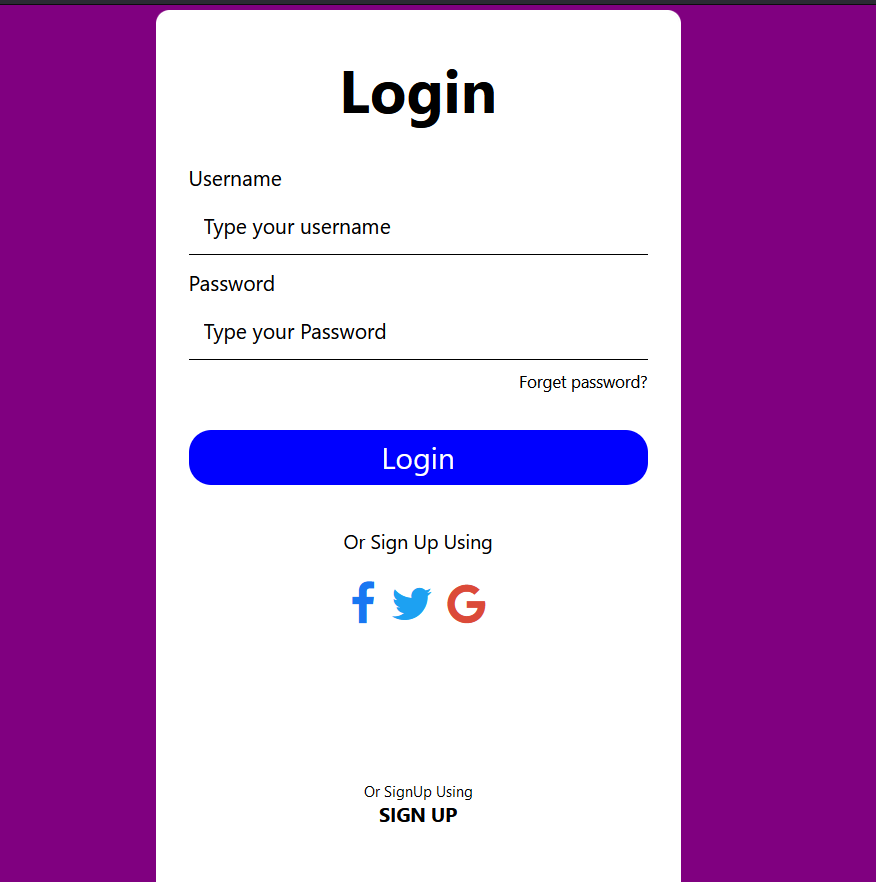 Login
Username
Type your username
Password
Type your Password
Forget password?
Login
Or Sign Up Using
Or SignUp Using
SIGN UP